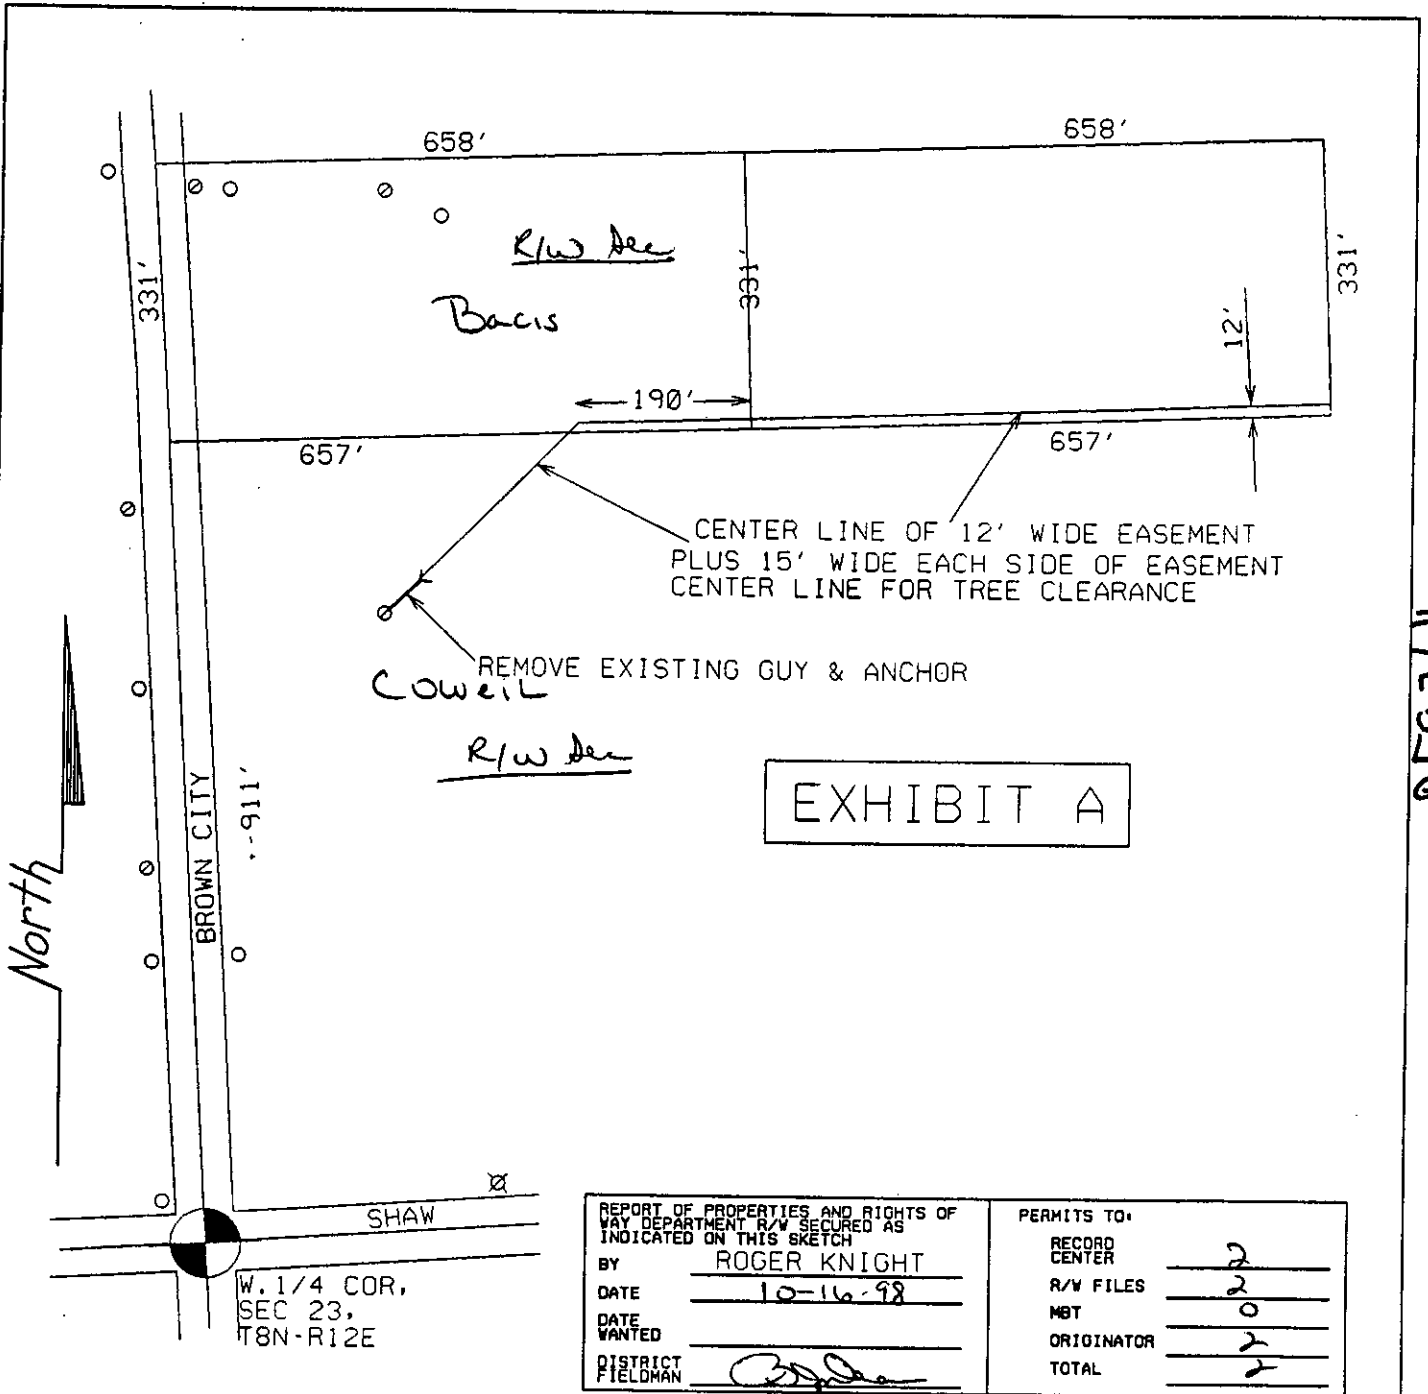 658'
658'
331'
R/W Sec
331'
331'
Bacis
12'
190'
657'
657'
CENTER LINE OF 12' WIDE EASEMENT
PLUS 15' WIDE EACH SIDE OF EASEMENT
CENTER LINE FOR TREE CLEARANCE
REMOVE EXISTING GUY & ANCHOR
COWEIL
R/W Sec
BROWN CITY
+-911'
EXHIBIT A
North
SHAW
W. 1/4 COR,
SEC 23,
T8N-R12E
REPORT OF PROPERTIES AND RIGHTS OF
WAY DEPARTMENT R/W SECURED AS
INDICATED ON THIS SKETCH
BY ROGER KNIGHT
DATE 10-16-98
DATE
WANTED
DISTRICT
FIELDMAN
PERMITS TO:
RECORD
CENTER 2
R/W FILES 2
MBT 0
ORIGINATOR 2
TOTAL 2